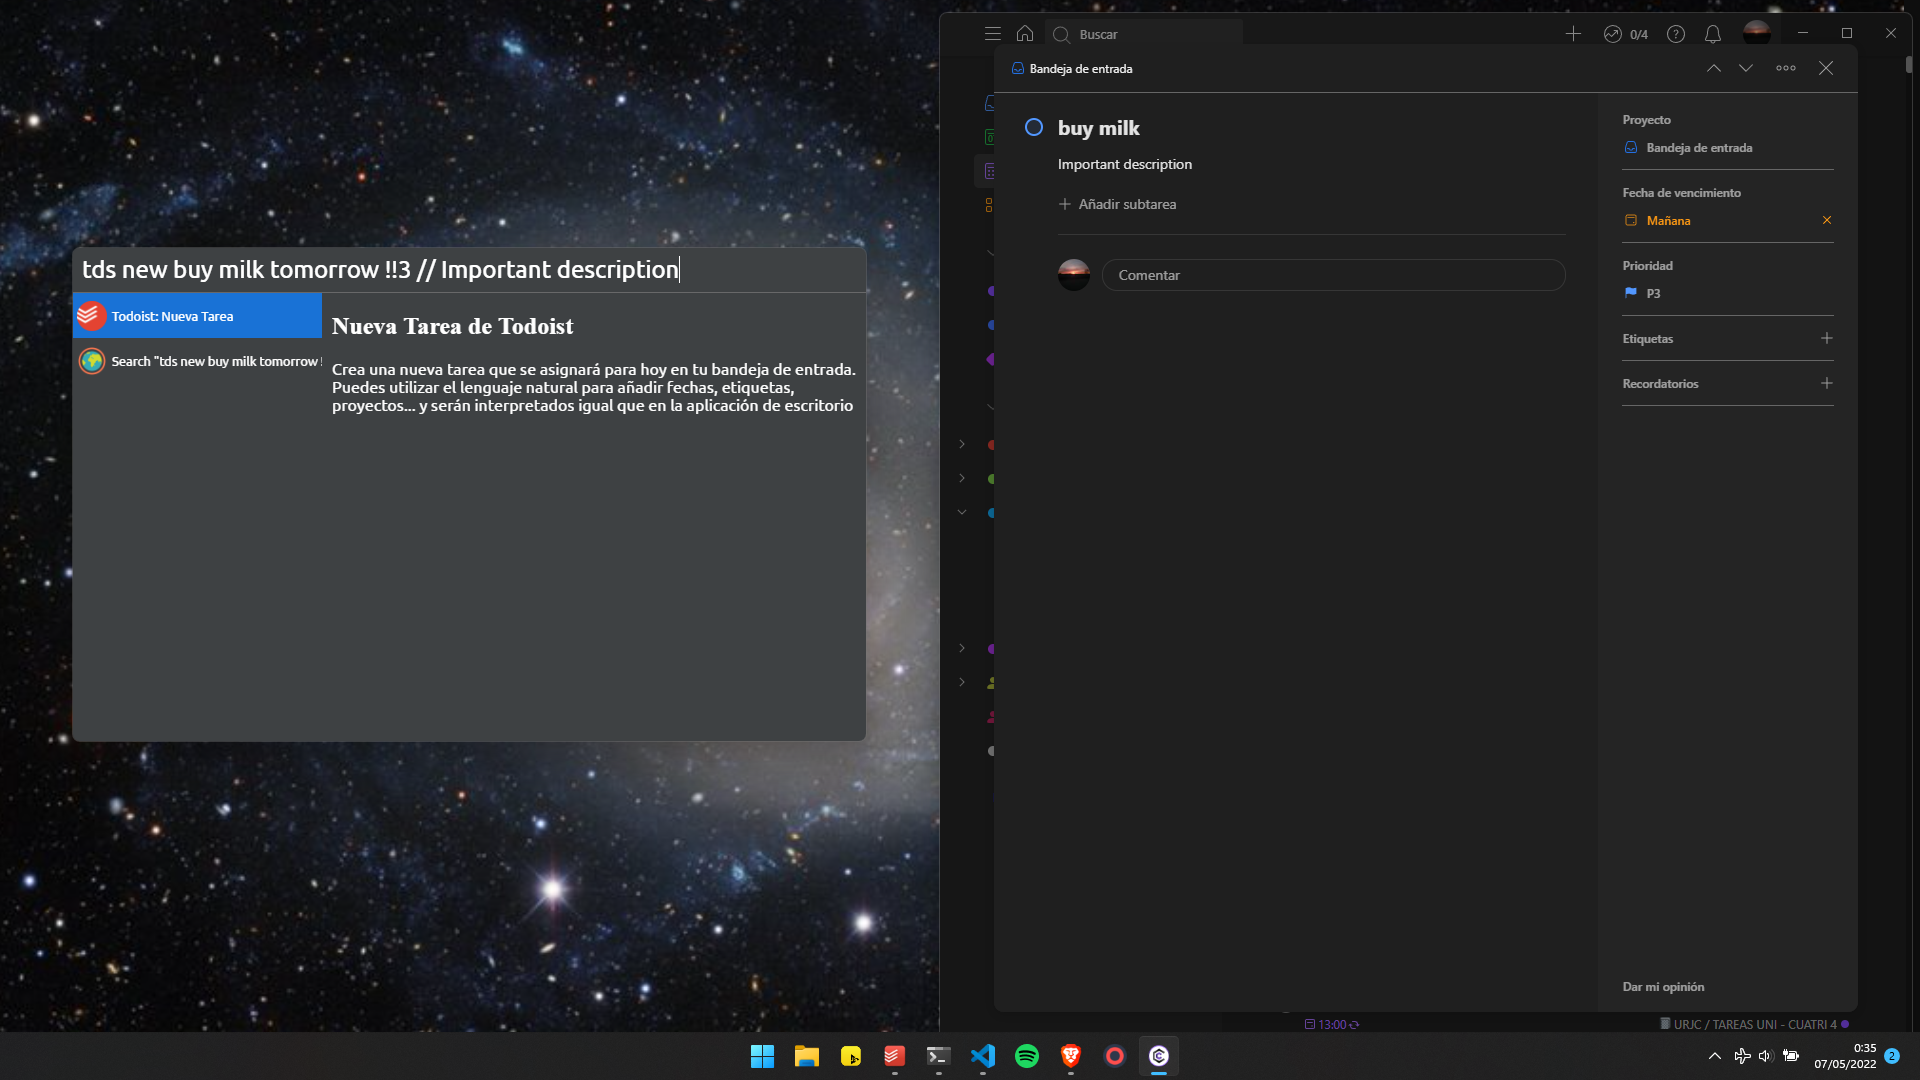 Buscar
0/4
Bandeja de entrada
buy milk
Important description
Añadir subtarea
Comentar
Proyecto
Bandeja de entrada
Fecha de vencimiento
Mañana
Prioridad
P3
Etiquetas
Recordatorios
Dar mi opinión
tds new buy milk tomorrow !!3 // Important description
Todoist: Nueva Tarea
Search "tds new buy milk tomorrow
Nueva Tarea de Todoist
Crea una nueva tarea que se asignará para hoy en tu bandeja de entrada.
Puedes utilizar el lenguaje natural para añadir fechas, etiquetas,
proyectos... y serán interpretados igual que en la aplicación de escritorio
13:00
URJC / TAREAS UNI - CUATRI 4
0:35
07/05/2022
2